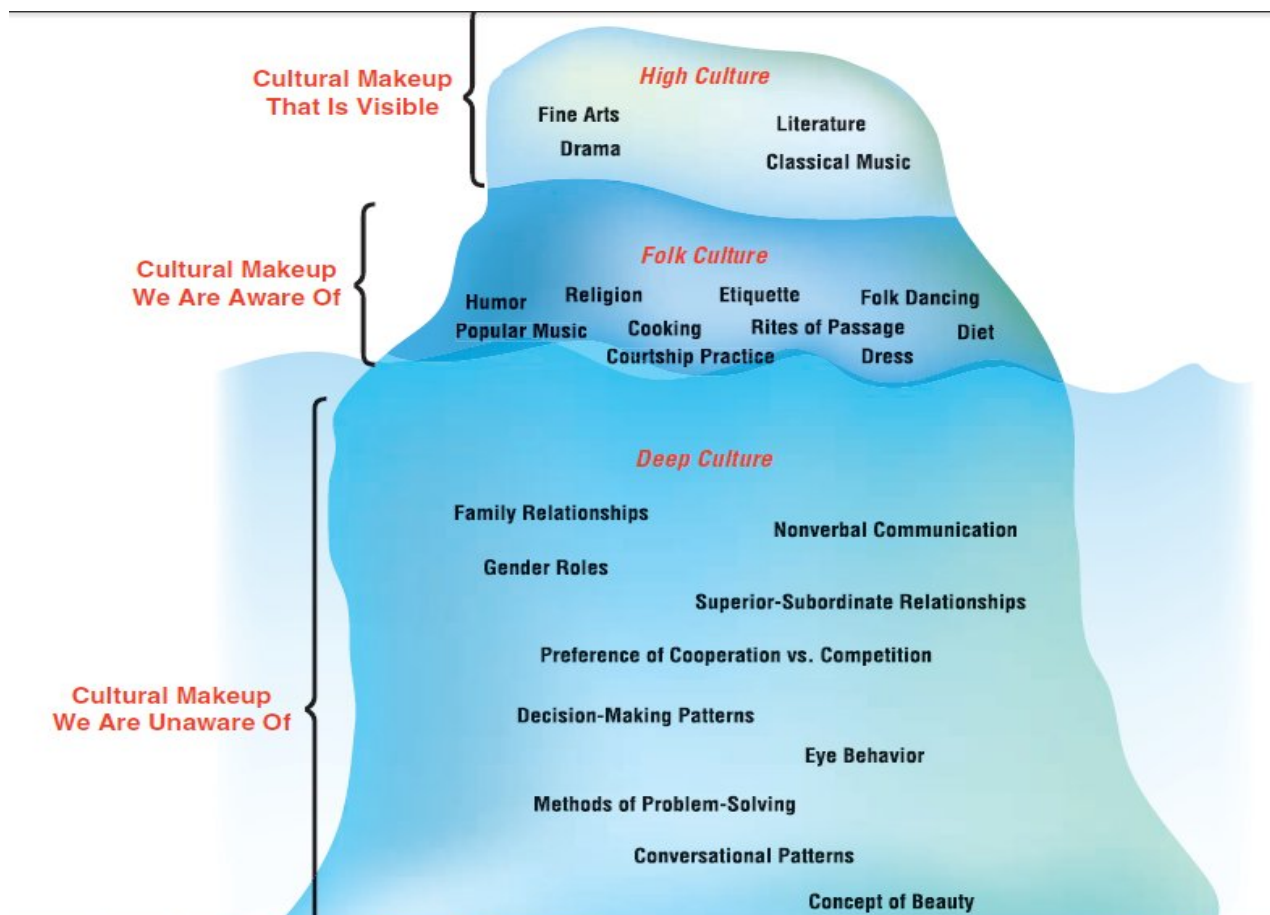 Cultural Makeup
That Is Visible
High Culture
Fine Arts
Literature
Drama
Classical Music
Cultural Makeup
We Are Aware Of
Folk Culture
Humor
Religion
Etiquette
Folk Dancing
Popular Music
Cooking
Rites of Passage
Diet
Courtship Practice
Dress
Cultural Makeup
We Are Unaware Of
Deep Culture
Family Relationships
Nonverbal Communication
Gender Roles
Superior-Subordinate Relationships
Preference of Cooperation vs. Competition
Decision-Making Patterns
Eye Behavior
Methods of Problem-Solving
Conversational Patterns
Concept of Beauty